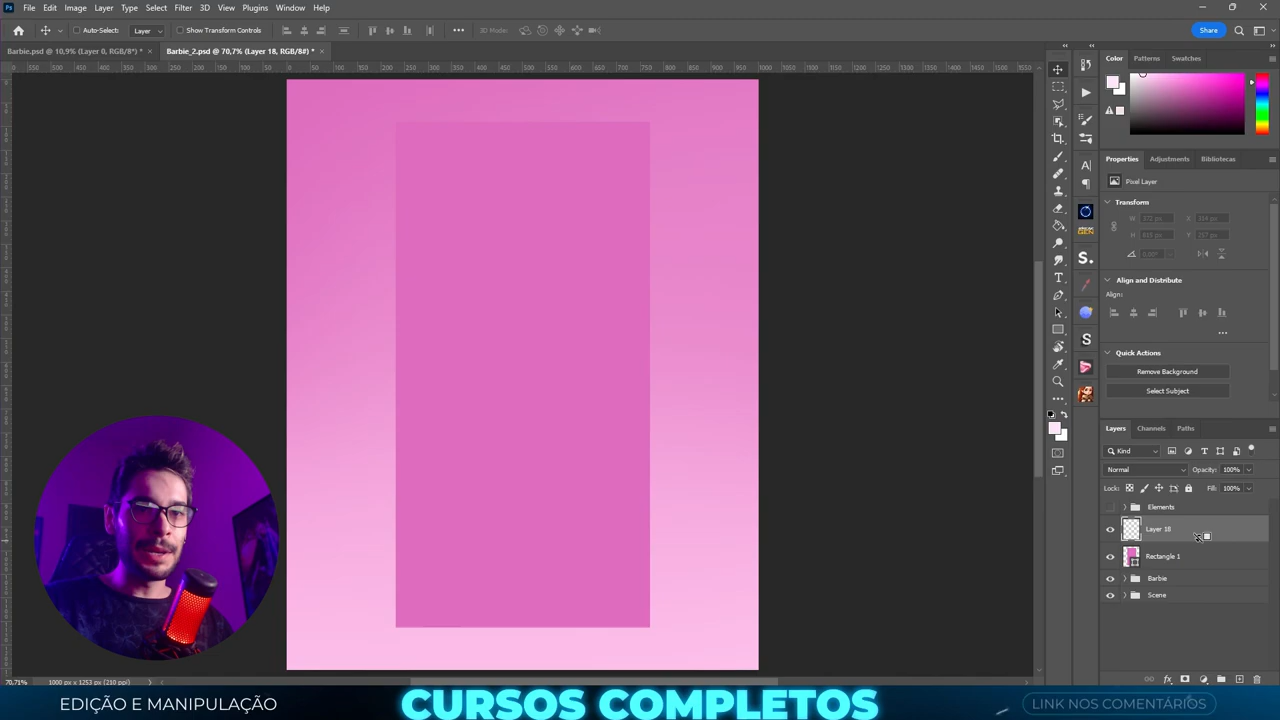 File Edit Image Layer Type Select Filter 3D View Plugins Window Help
Auto-Select: Layer Show Transform Controls 3D Mode: Share
Barbie.psd @ 10,9% (Layer 0, RGB/8*) * Barbie_2.psd @ 70,7% (Layer 18, RGB/8#) *
Color Patterns Swatches
Properties Adjustments Bibliotecas
Pixel Layer
Transform
W X
H Y
Align and Distribute
Align:
Quick Actions
Remove Background
Select Subject
Layers Channels Paths
Kind
Normal Opacity: 100%
Lock: Fill: 100%
Elements
Layer 18
Rectangle 1
Barbie
Scene
70,71% 1000 px x 1253 px (210 ppi)
EDIÇÃO E MANIPULAÇÃO
CURSOS COMPLETOS
LINK NOS COMENTÁRIOS